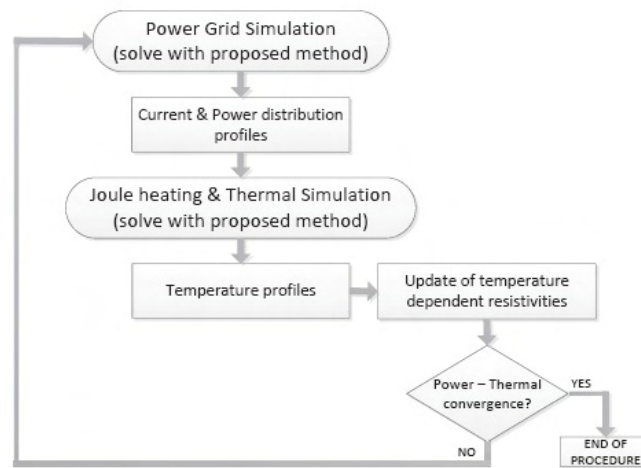 Power Grid Simulation
(solve with proposed method)
Current & Power distribution
profiles
Joule heating & Thermal Simulation
(solve with proposed method)
Temperature profiles
Update of temperature
dependent resistivities
Power – Thermal
convergence?
YES
NO
END OF
PROCEDURE